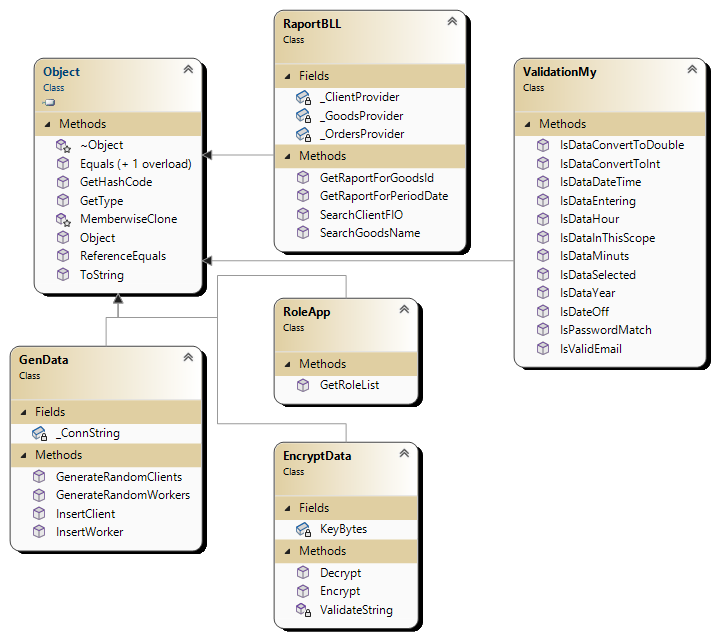 Object
Class
Methods
~Object
Equals (+ 1 overload)
GetHashCode
GetType
MemberwiseClone
Object
ReferenceEquals
ToString
RaportBLL
Class
Fields
_ClientProvider
_GoodsProvider
_OrdersProvider
Methods
GetRaportForGoodsId
GetRaportForPeriodDate
SearchClientFIO
SearchGoodsName
ValidationMy
Class
Methods
IsDataConvertToDouble
IsDataConvertToInt
IsDataDateTime
IsDataEntering
IsDataHour
IsDataInThisScope
IsDataMinuts
IsDataSelected
IsDataYear
IsDateOff
IsPasswordMatch
IsValidEmail
RoleApp
Class
Methods
GetRoleList
GenData
Class
Fields
_ConnString
Methods
GenerateRandomClients
GenerateRandomWorkers
InsertClient
InsertWorker
EncryptData
Class
Fields
KeyBytes
Methods
Decrypt
Encrypt
ValidateString